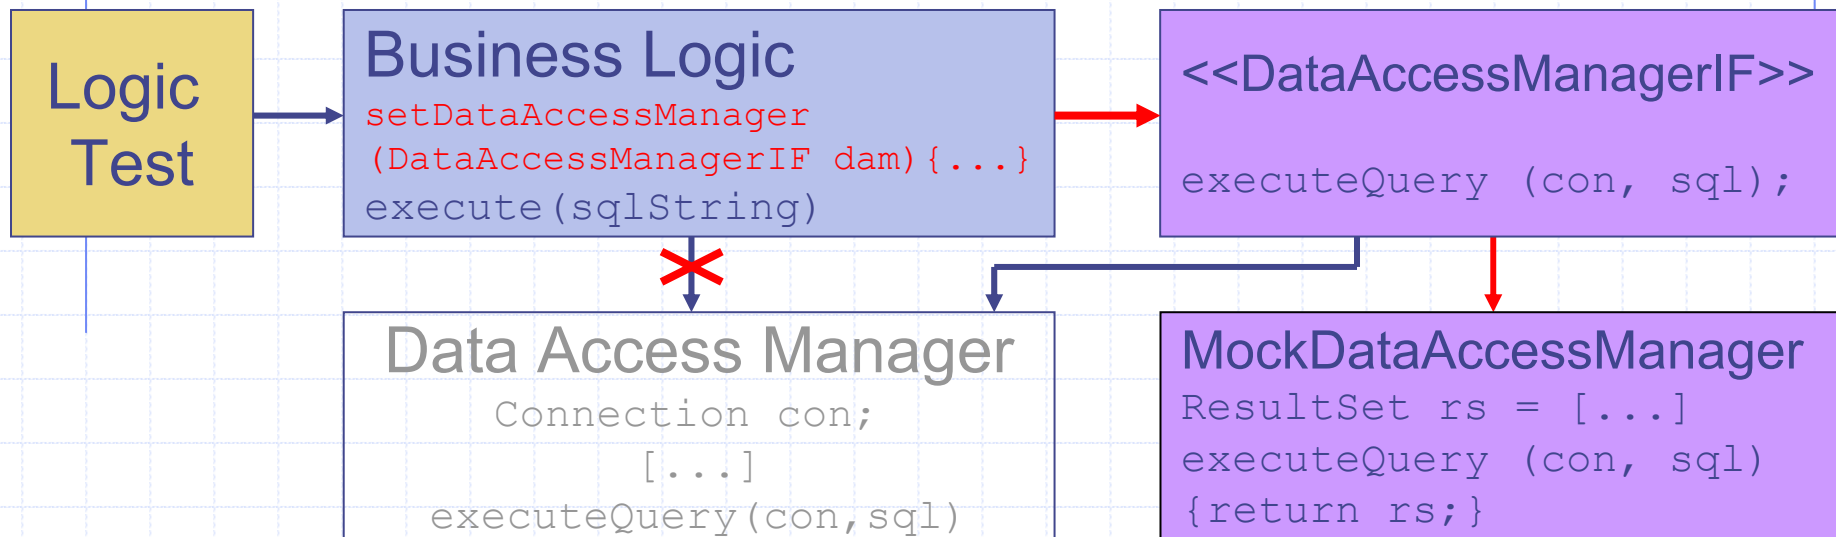 Logic
Test
Business Logic
setDataAccessManager
(DataAccessManagerIF dam){...}
execute(sqlString)
<<DataAccessManagerIF>>
executeQuery (con, sql);
Data Access Manager
Connection con;
[...]
executeQuery(con,sql)
MockDataAccessManager
ResultSet rs = [...]
executeQuery (con, sql)
{return rs;}